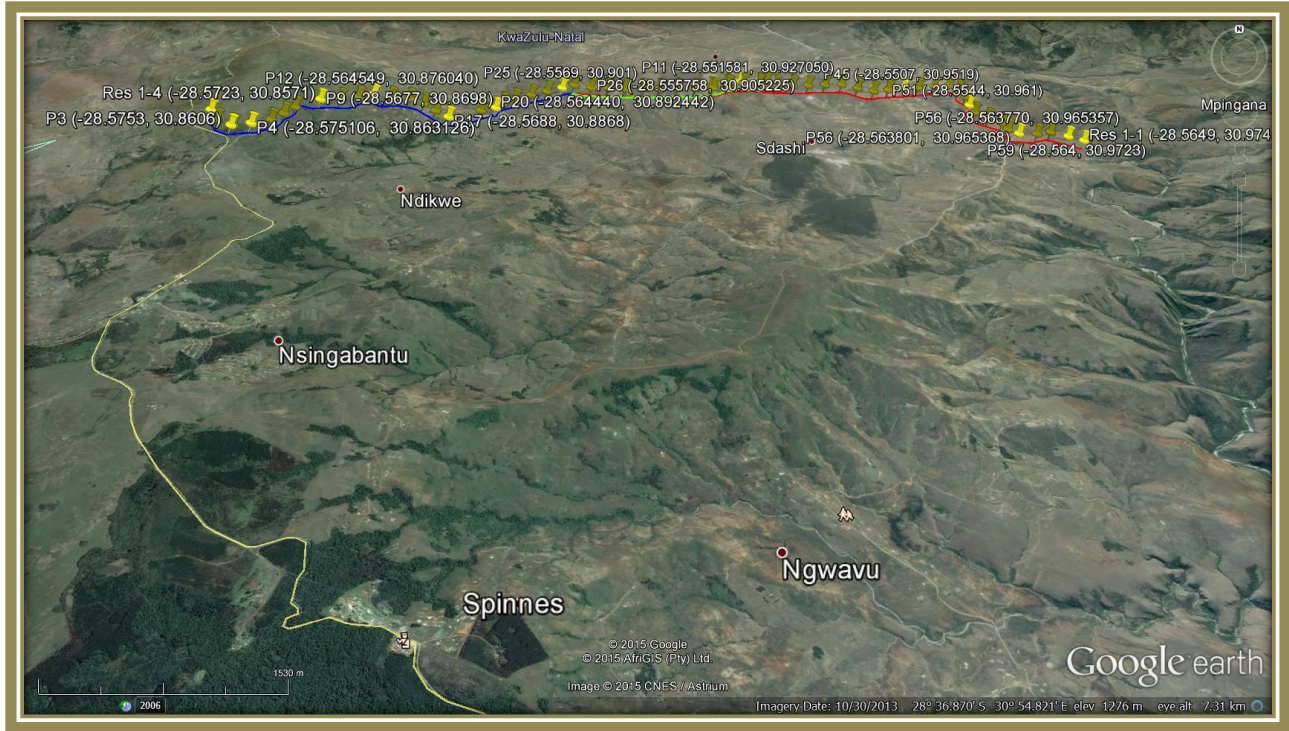 KwaZulu-Natal
N
P12 (-28.564549, 30.876040)
P25 (-28.5569, 30.901)
P11 (-28.551581, 30.927050)
P45 (-28.5507, 30.9519)
Res 1-4 (-28.5723, 30.8571)
P9 (-28.5677, 30.8698)
P20 (-28.564440, 30.892442)
P26 (-28.555758, 30.905225)
P51 (-28.5544, 30.961)
Mpingana
P3 (-28.5753, 30.8606)
P4 (-28.575106, 30.863126)
P17 (-28.5688, 30.8868)
P56 (-28.563770, 30.965357)
Sdashi
P56 (-28.563801, 30.965368)
Res 1-1 (-28.5649, 30.974
P59 (-28.564, 30.9723)
Ndikwe
Nsingabantu
Ngwavu
Spinnes
© 2015 Google
© 2015 AfriGIS (Pty) Ltd.
Image © 2015 CNES / Astrium
Google earth
1530 m
2006
Imagery Date: 10/30/2013 28° 36.870' S 30° 54.821' E elev 1276 m eye alt 7.31 km